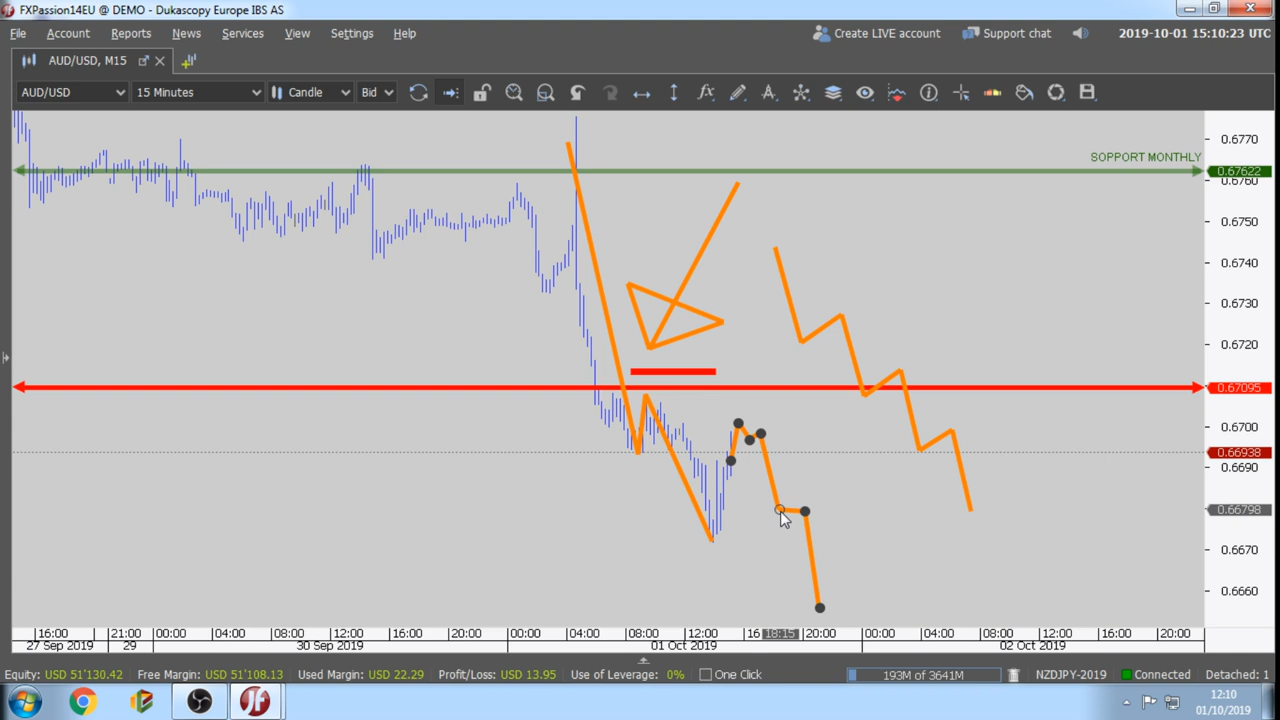 FXPassion14EU @ DEMO - Dukascopy Europe IBS AS
File Account Reports News Services View Settings Help
Create LIVE account Support chat 2019-10-01 15:10:23 UTC
AUD/USD, M15
AUD/USD 15 Minutes Candle Bid
0.6770
SOPPORT MONTHLY
0.67622
0.6760
0.6750
0.6740
0.6730
0.6720
0.67095
0.6700
0.66938
0.6690
0.66798
0.6670
0.6660
16:00 21:00 00:00 04:00 08:00 12:00 16:00 20:00 00:00 04:00 08:00 12:00 16 18:15 20:00 00:00 04:00 08:00 12:00 16:00 20:00
27 Sep 2019 29 30 Sep 2019 01 Oct 2019 02 Oct 2019
Equity: USD 51'130.42 Free Margin: USD 51'108.13 Used Margin: USD 22.29 Profit/Loss: USD 13.95 Use of Leverage: 0% One Click 193M of 3641M NZDJPY-2019 Connected Detached: 1
12:10
01/10/2019